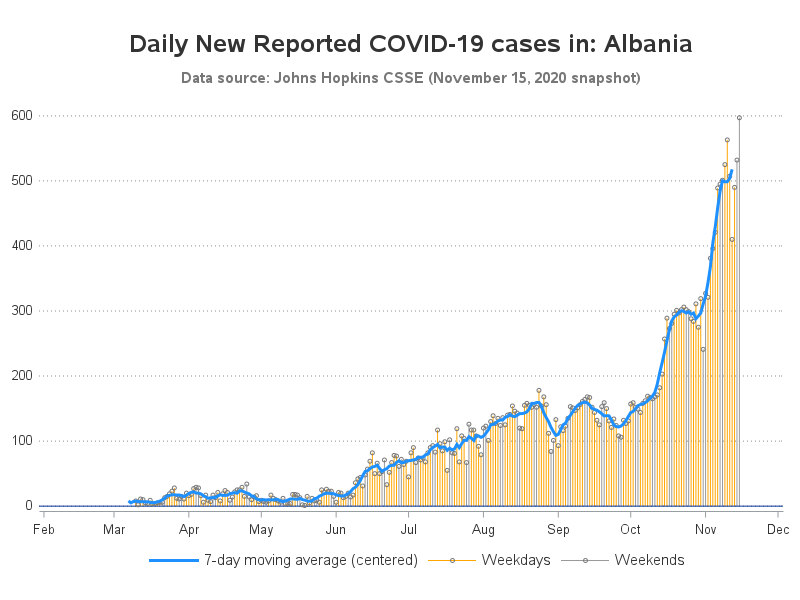 Daily New Reported COVID-19 cases in: Albania
Data source: Johns Hopkins CSSE (November 15, 2020 snapshot)
600
500
400
300
200
100
0
Feb Mar Apr May Jun Jul Aug Sep Oct Nov Dec
7-day moving average (centered) Weekdays Weekends